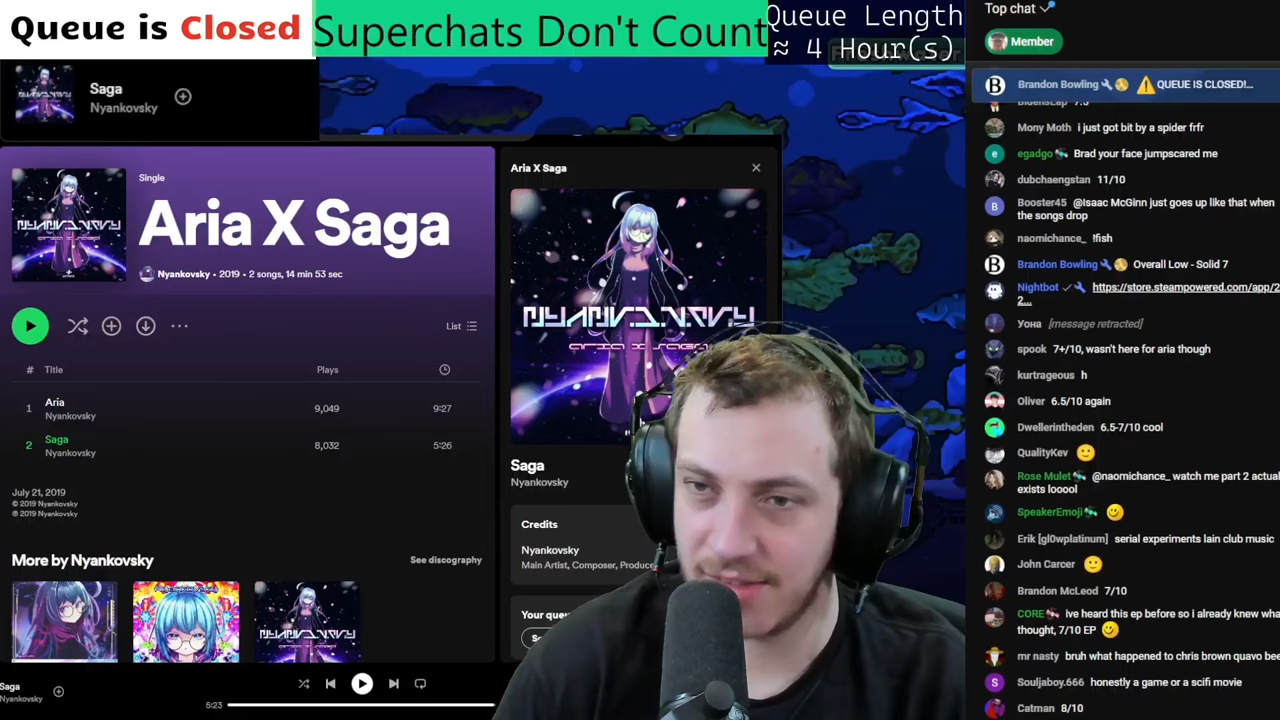 Queue is Closed
Superchats Don't Count
Queue Length
≈ 4 Hour(s)
Saga
Nyankovsky
Single
Aria X Saga
Nyankovsky • 2019 • 2 songs, 14 min 53 sec
List
# Title Plays
1 Aria 9,049 9:27
Nyankovsky
2 Saga 8,032 5:26
Nyankovsky
July 21, 2019
© 2019 Nyankovsky
℗ 2019 Nyankovsky
More by Nyankovsky
See discography
Saga
Nyankovsky
5:23
Aria X Saga
NYANKOVSKY
ARIA X SAGA
Saga
Nyankovsky
Credits
Nyankovsky
Main Artist, Composer, Produce
Your queu
Top chat
Member
Brandon Bowling QUEUE IS CLOSED!...
Mony Moth i just got bit by a spider frfr
egadgo Brad your face jumpscared me
dubchaengstan 11/10
Booster45 @Isaac McGinn just goes up like that when
the songs drop
naomichance_ !fish
Brandon Bowling Overall Low - Solid 7
Nightbot https://store.steampowered.com/app/2
2...
Уона [message retracted]
spook 7+/10, wasn't here for aria though
kurtrageous h
Oliver 6.5/10 again
Dwellerintheden 6.5-7/10 cool
QualityKev
Rose Mulet @naomichance_ watch me part 2 actual
exists looool
SpeakerEmoji
Erik [gl0wplatinum] serial experiments lain club music
John Carcer
Brandon McLeod 7/10
CORE ive heard this ep before so i already knew wha
thought, 7/10 EP
mr nasty bruh what happened to chris brown quavo bee
Souljaboy.666 honestly a game or a scifi movie
Catman 8/10